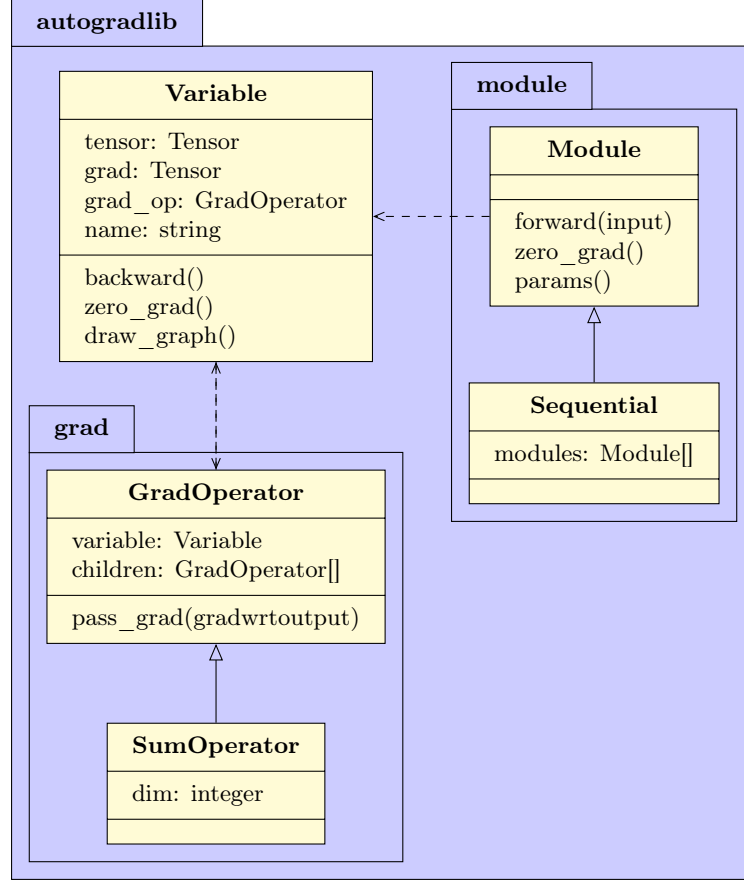 autogradlib
Variable
tensor: Tensor
grad: Tensor
grad_op: GradOperator
name: string
backward()
zero_grad()
draw_graph()
module
Module
forward(input)
zero_grad()
params()
Sequential
modules: Module[]
grad
GradOperator
variable: Variable
children: GradOperator[]
pass_grad(gradwrtoutput)
SumOperator
dim: integer